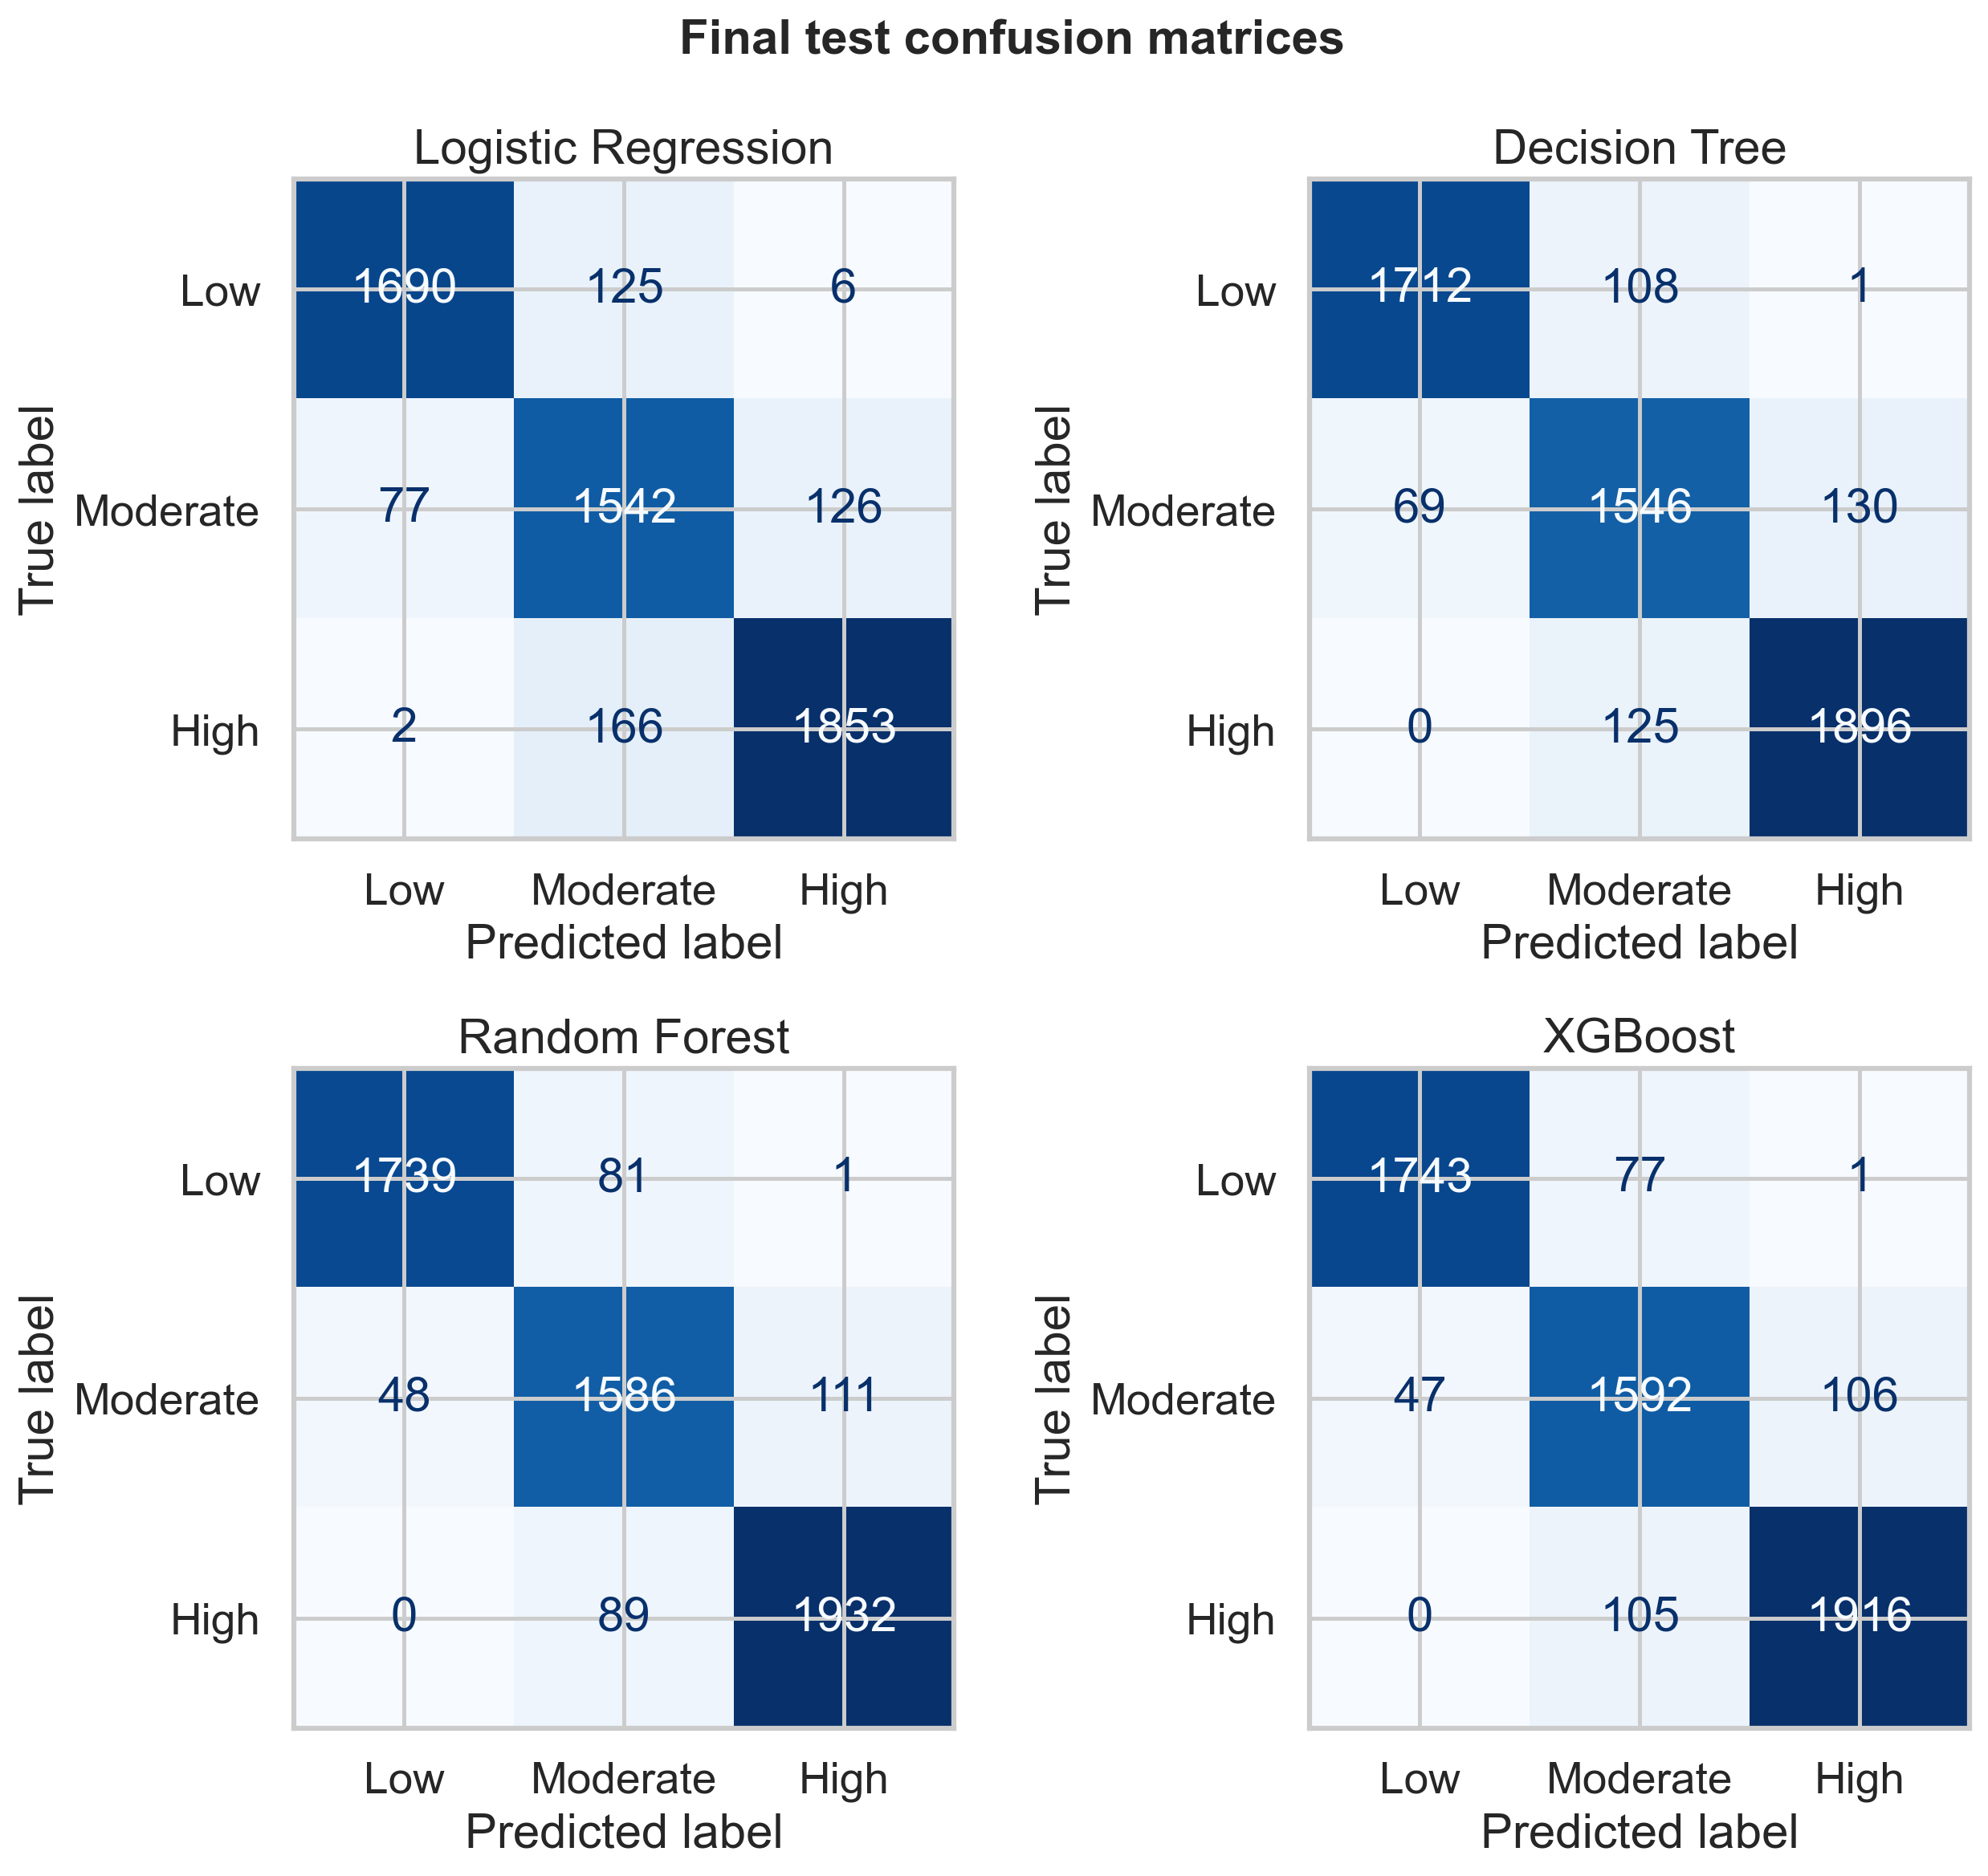 Final test confusion matrices
Logistic Regression
True label
Low 1690 125 6
Moderate 77 1542 126
High 2 166 1853
Low Moderate High
Predicted label
Decision Tree
True label
Low 1712 108 1
Moderate 69 1546 130
High 0 125 1896
Low Moderate High
Predicted label
Random Forest
True label
Low 1739 81 1
Moderate 48 1586 111
High 0 89 1932
Low Moderate High
Predicted label
XGBoost
True label
Low 1743 77 1
Moderate 47 1592 106
High 0 105 1916
Low Moderate High
Predicted label